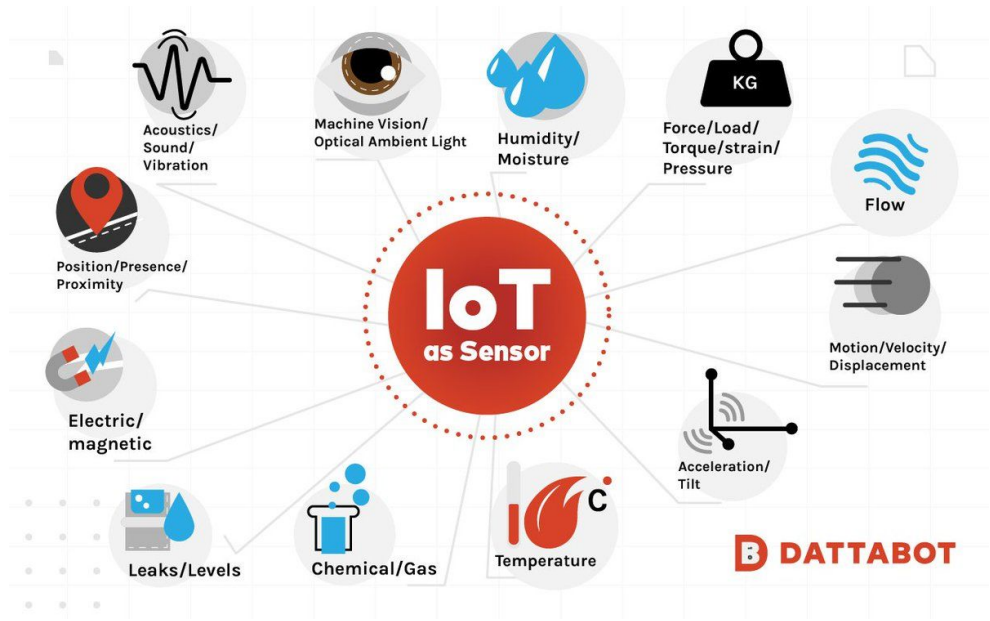 KG
Acoustics/
Sound/
Vibration
Machine Vision/
Optical Ambient Light
Humidity/
Moisture
Force/Load/
Torque/strain/
Pressure
Flow
Position/Presence/
Proximity
IoT
as Sensor
Motion/Velocity/
Displacement
Electric/
magnetic
Acceleration/
Tilt
C
Leaks/Levels
Chemical/Gas
Temperature
B DATTABOT